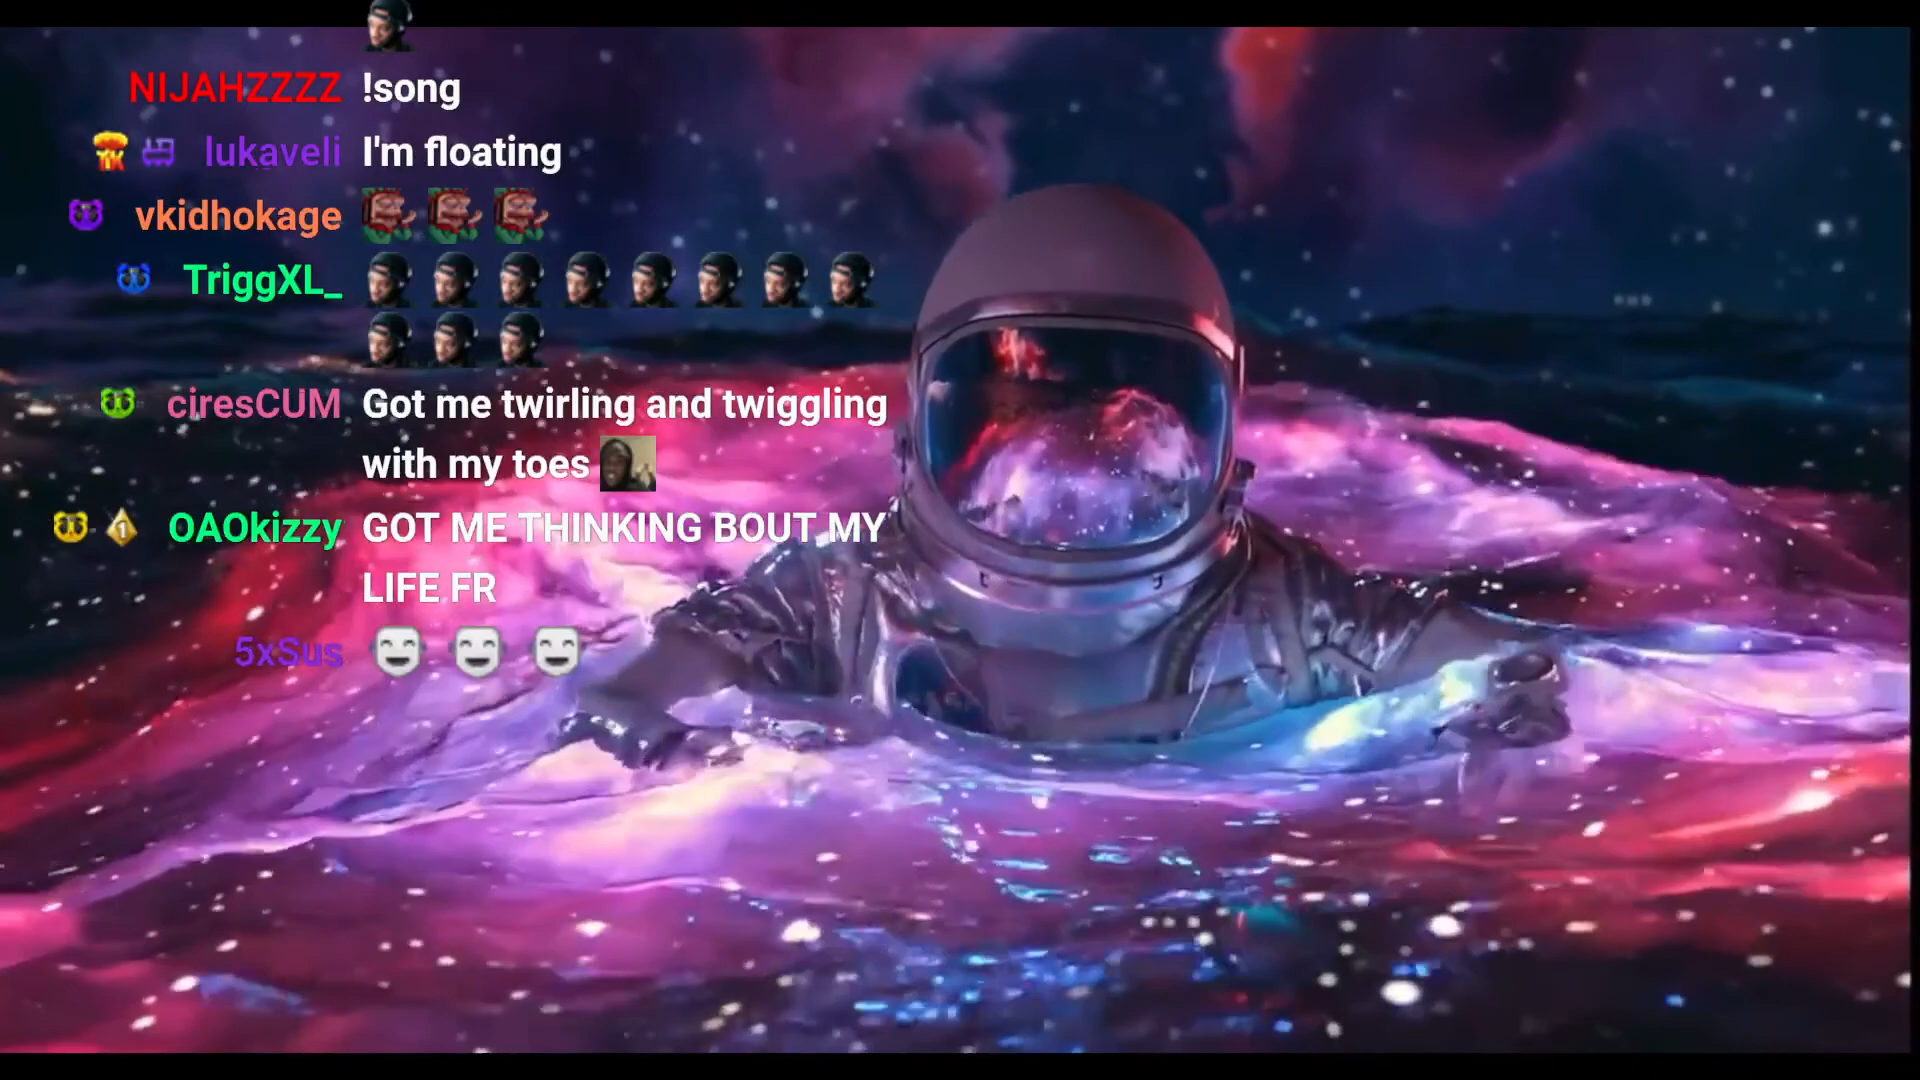 NIJAHZZZZ !song
lukaveli I'm floating
vkidhokage
TriggXL_
ciresCUM Got me twirling and twiggling
with my toes
OAOkizzy GOT ME THINKING BOUT MY
LIFE FR
5xSus